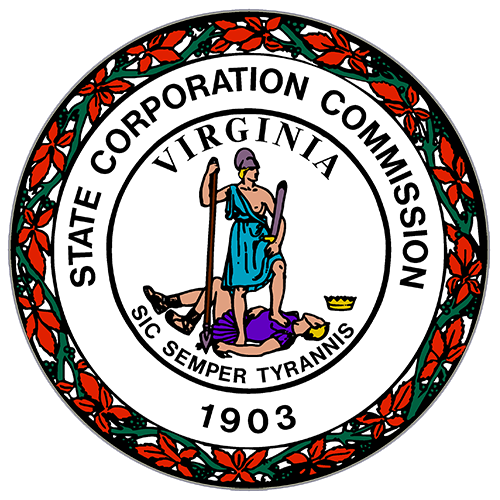 STATE CORPORATION COMMISSION
VIRGINIA
SIC SEMPER TYRANNIS
1903